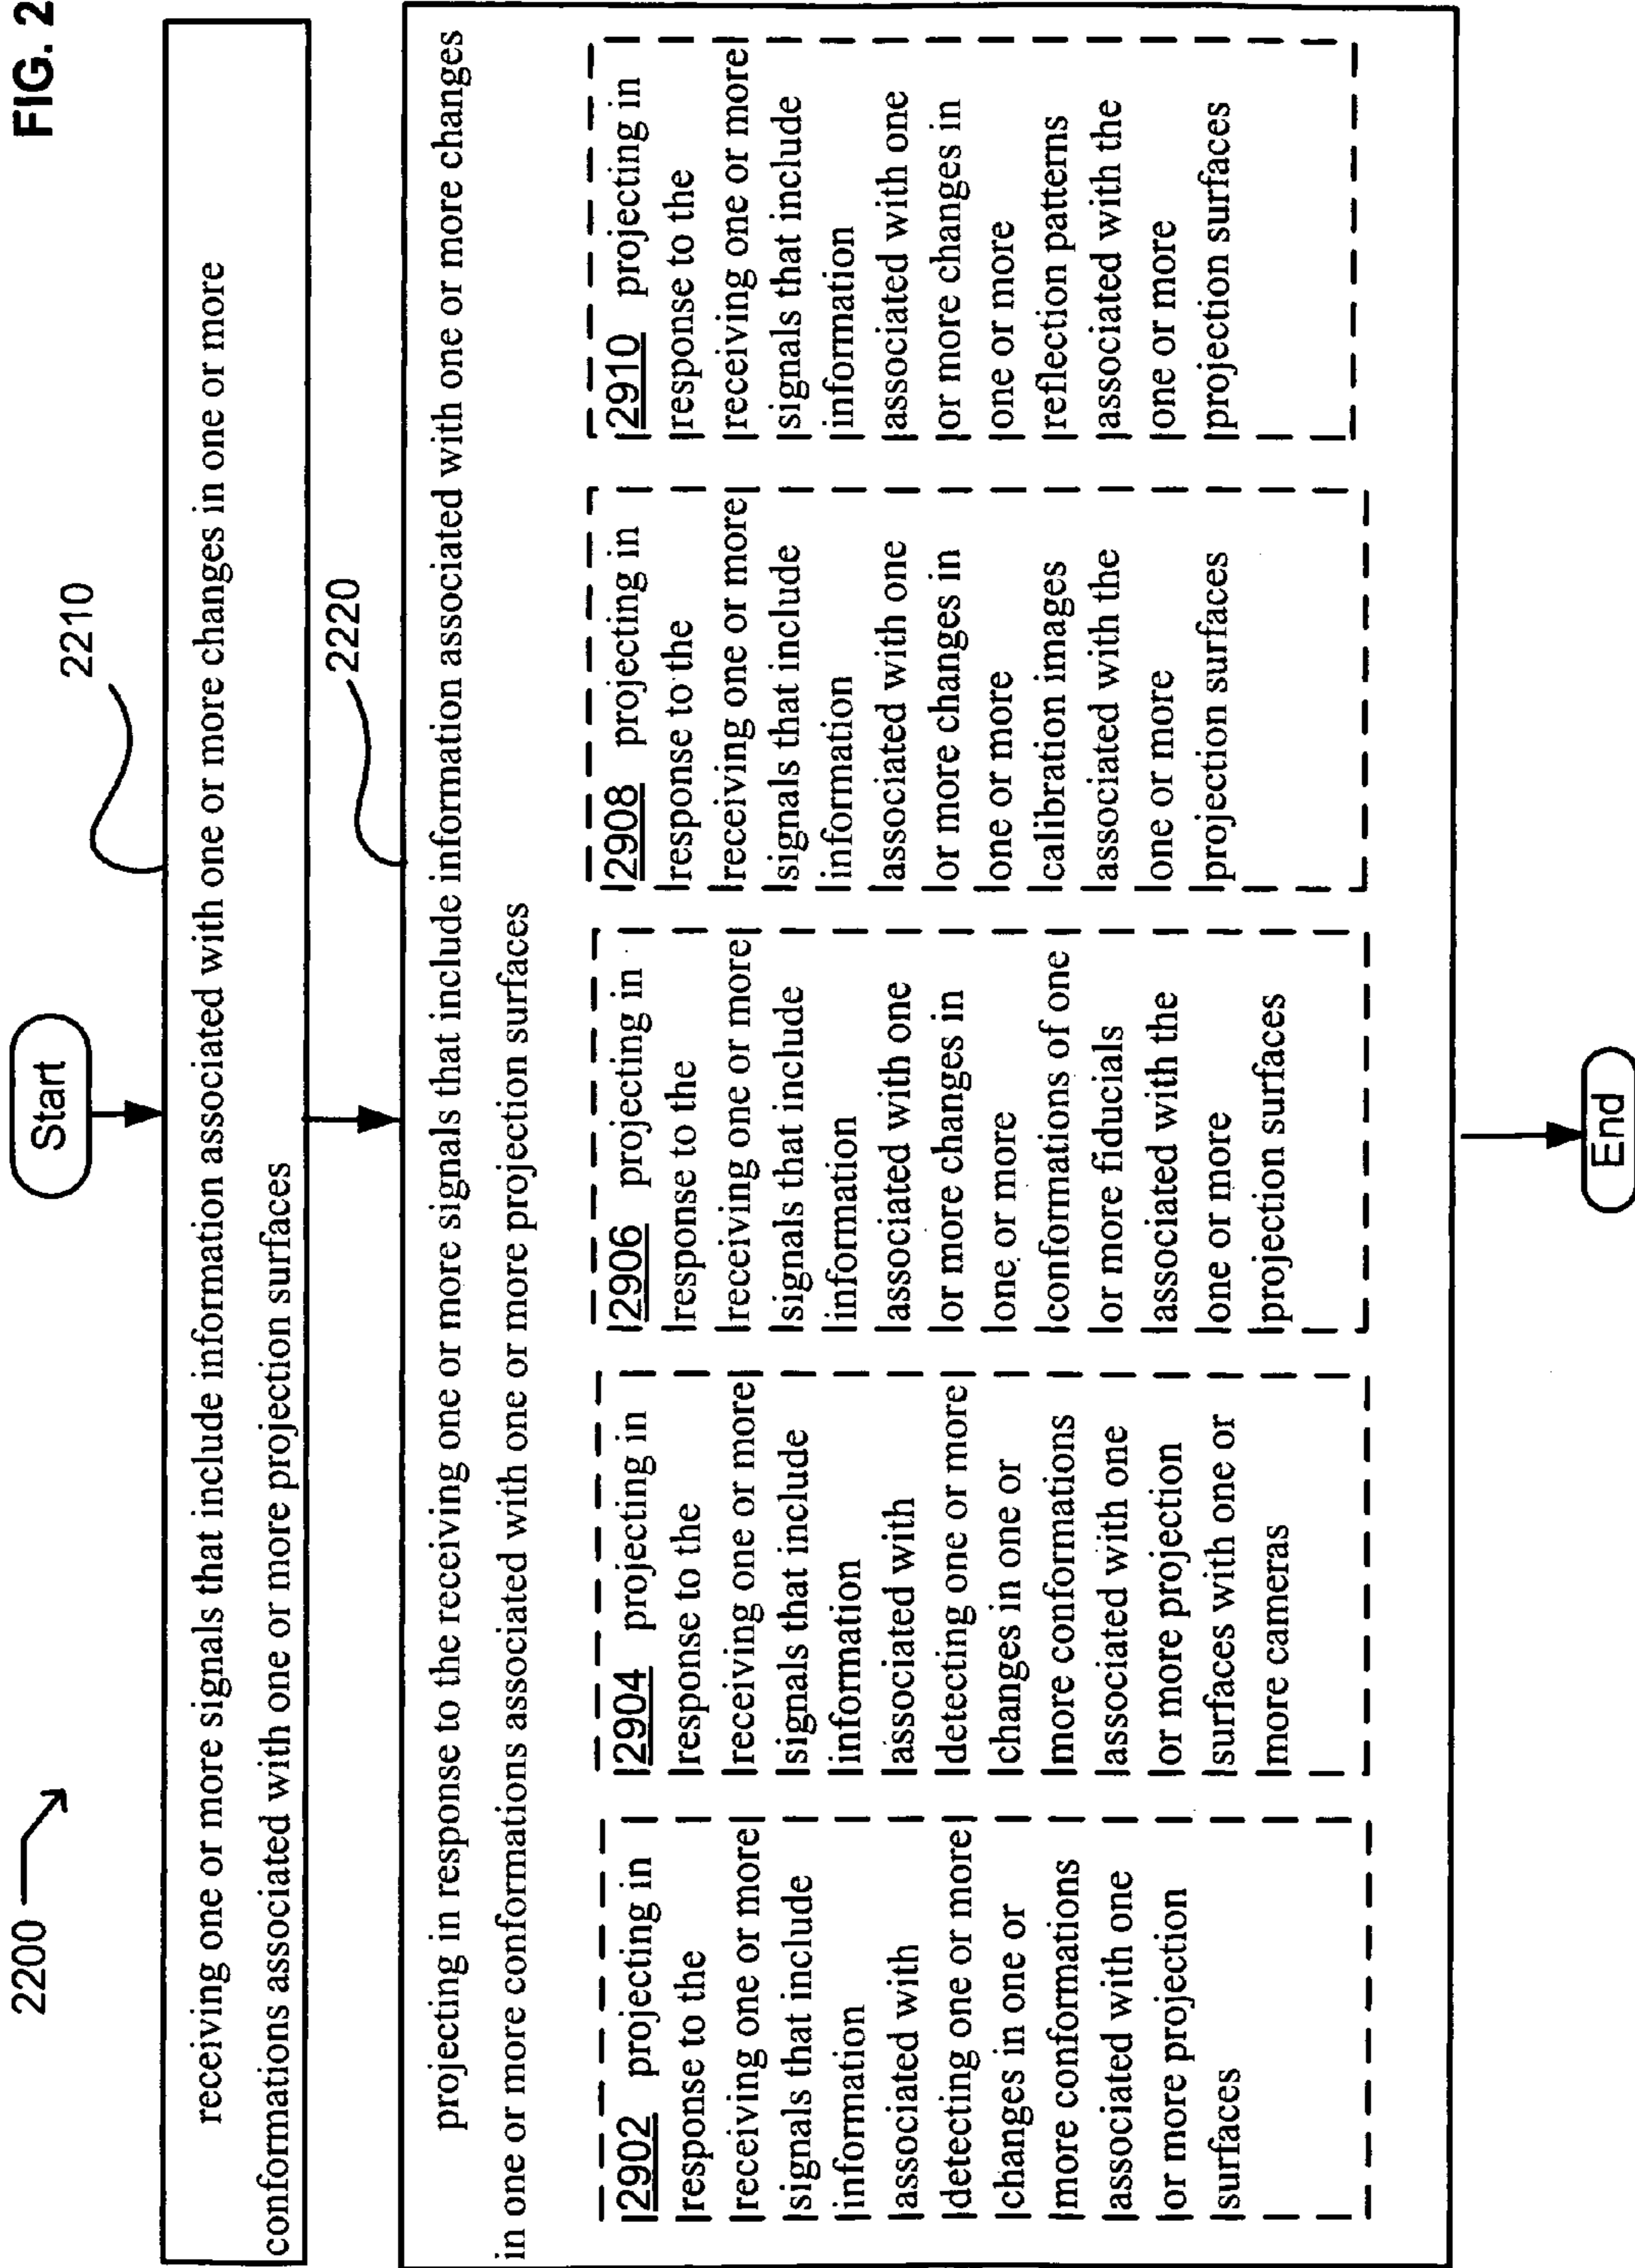 FIG. 2
2200
Start
2210
receiving one or more signals that include information associated with one or more changes in one or more
conformations associated with one or more projection surfaces
2220
projecting in response to the receiving one or more signals that include information associated with one or more changes
in one or more conformations associated with one or more projection surfaces
2902 projecting in
response to the
receiving one or more
signals that include
information
associated with
detecting one or more
changes in one or
more conformations
associated with one
or more projection
surfaces
2904 projecting in
response to the
receiving one or more
signals that include
information
associated with
detecting one or more
changes in one or
more conformations
associated with one
or more projection
surfaces with one or
more cameras
2906 projecting in
response to the
receiving one or more
signals that include
information
associated with one
or more changes in
one or more
conformations of one
or more fiducials
associated with the
one or more
projection surfaces
2908 projecting in
response to the
receiving one or more
signals that include
information
associated with one
or more changes in
one or more
calibration images
associated with the
one or more
projection surfaces
2910 projecting in
response to the
receiving one or more
signals that include
information
associated with one
or more changes in
one or more
reflection patterns
associated with the
one or more
projection surfaces
End